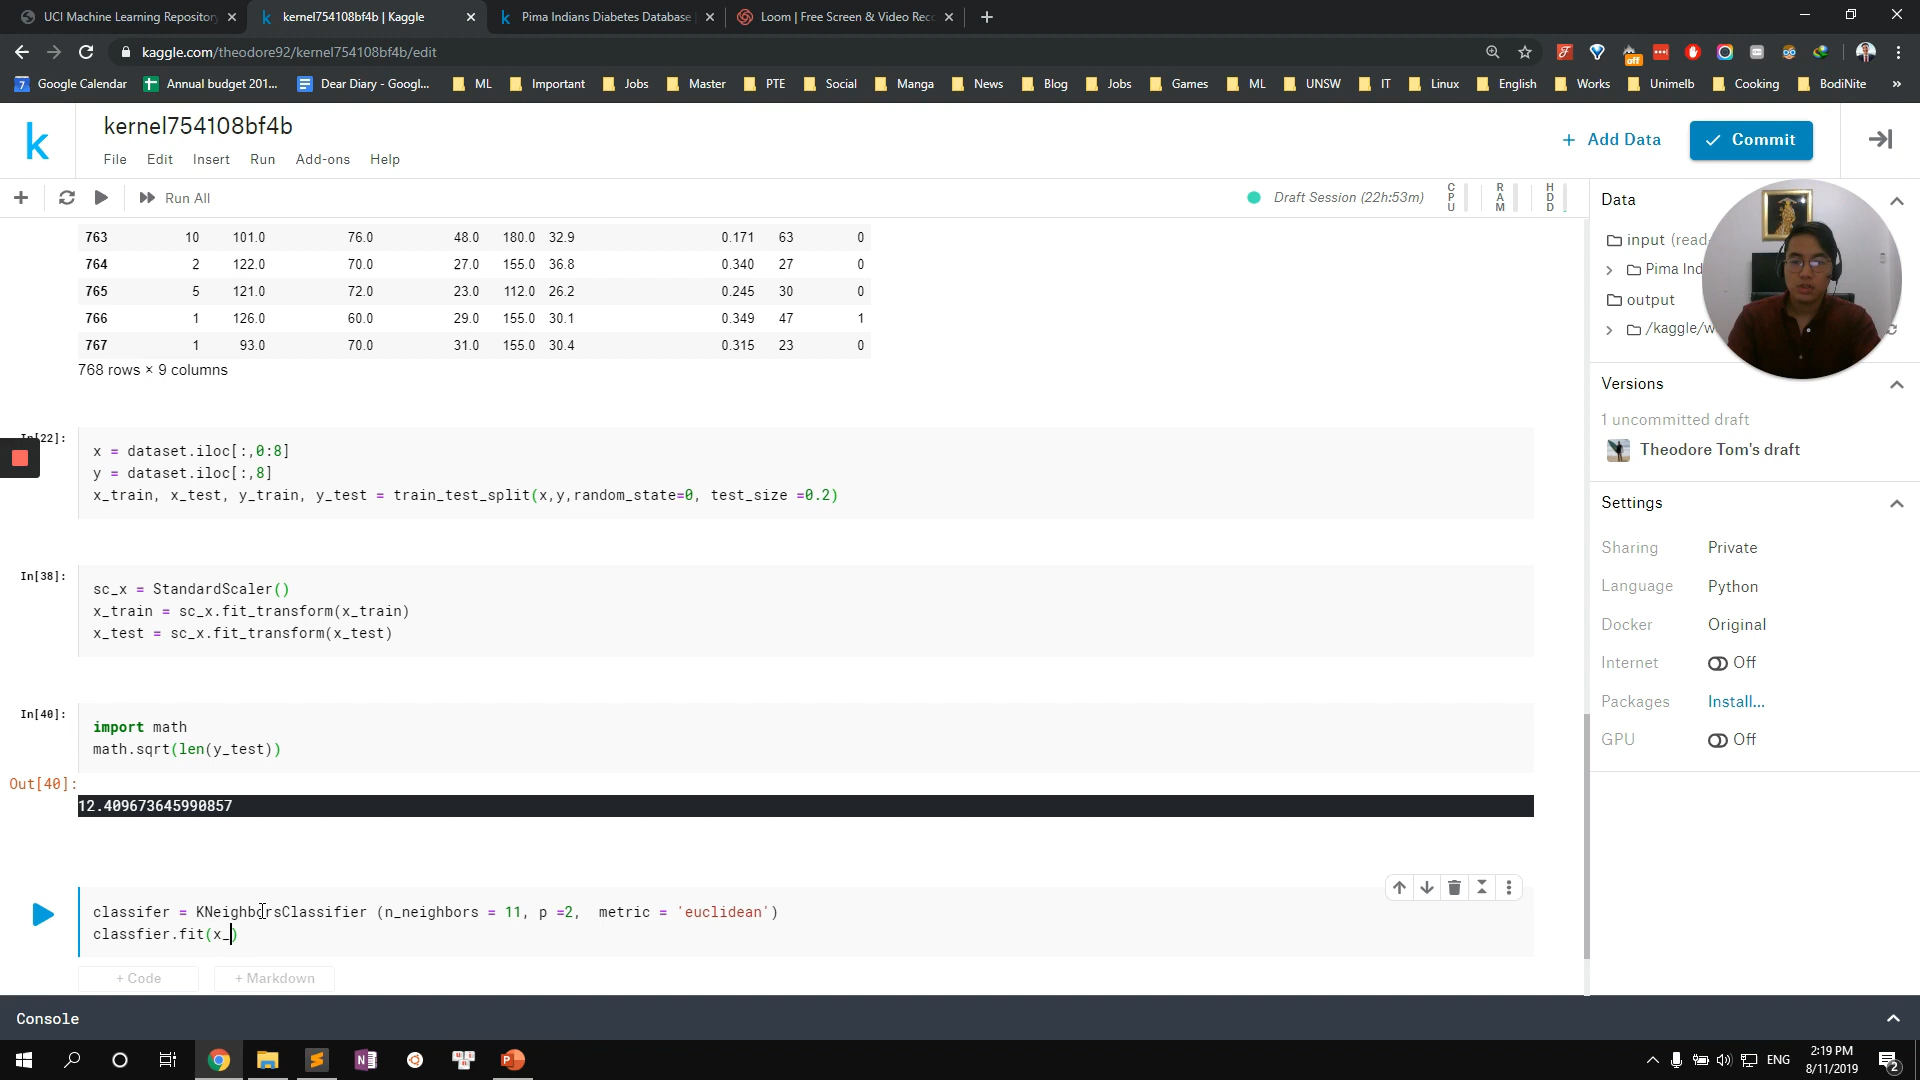 UCI Machine Learning Repository
kernel754108bf4b | Kaggle
Pima Indians Diabetes Database
Loom | Free Screen & Video Rec
kaggle.com/theodore92/kernel754108bf4b/edit
Google Calendar
Annual budget 201...
Dear Diary - Googl...
ML
Important
Jobs
Master
PTE
Social
Manga
News
Blog
Jobs
Games
ML
UNSW
IT
Linux
English
Works
Unimelb
Cooking
BodiNite
»
k
kernel754108bf4b
File Edit Insert Run Add-ons Help
+ Add Data
Commit
Run All
Draft Session (22h:53m)
CPU
RAM
HDD
763 10 101.0 76.0 48.0 180.0 32.9 0.171 63 0
764 2 122.0 70.0 27.0 155.0 36.8 0.340 27 0
765 5 121.0 72.0 23.0 112.0 26.2 0.245 30 0
766 1 126.0 60.0 29.0 155.0 30.1 0.349 47 1
767 1 93.0 70.0 31.0 155.0 30.4 0.315 23 0
768 rows × 9 columns
In[22]:
x = dataset.iloc[:,0:8]
y = dataset.iloc[:,8]
x_train, x_test, y_train, y_test = train_test_split(x,y,random_state=0, test_size =0.2)
In[38]:
sc_x = StandardScaler()
x_train = sc_x.fit_transform(x_train)
x_test = sc_x.fit_transform(x_test)
In[40]:
import math
math.sqrt(len(y_test))
Out[40]:
12.409673645990857
classifer = KNeighborsClassifier (n_neighbors = 11, p =2,  metric = 'euclidean')
classfier.fit(x_)
+ Code
+ Markdown
Console
Data
input (read-
Pima Ind
output
/kaggle/w
Versions
1 uncommitted draft
Theodore Tom's draft
Settings
Sharing Private
Language Python
Docker Original
Internet Off
Packages Install...
GPU Off
ENG
2:19 PM
8/11/2019
2